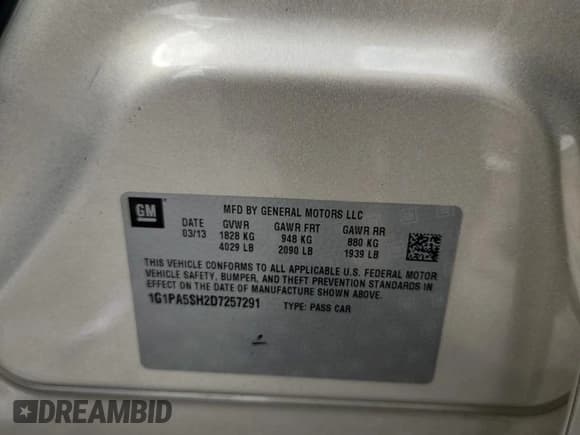 GM
MFD BY GENERAL MOTORS LLC
DATE GVWR GAWR FRT GAWR RR
03/13 1828 KG 948 KG 880 KG
4029 LB 2090 LB 1939 LB
THIS VEHICLE CONFORMS TO ALL APPLICABLE U.S. FEDERAL MOTOR
VEHICLE SAFETY, BUMPER, AND THEFT PREVENTION STANDARDS IN
EFFECT ON THE DATE OF MANUFACTURE SHOWN ABOVE.
1G1PA5SH2D7257291 TYPE: PASS CAR
DREAMBID